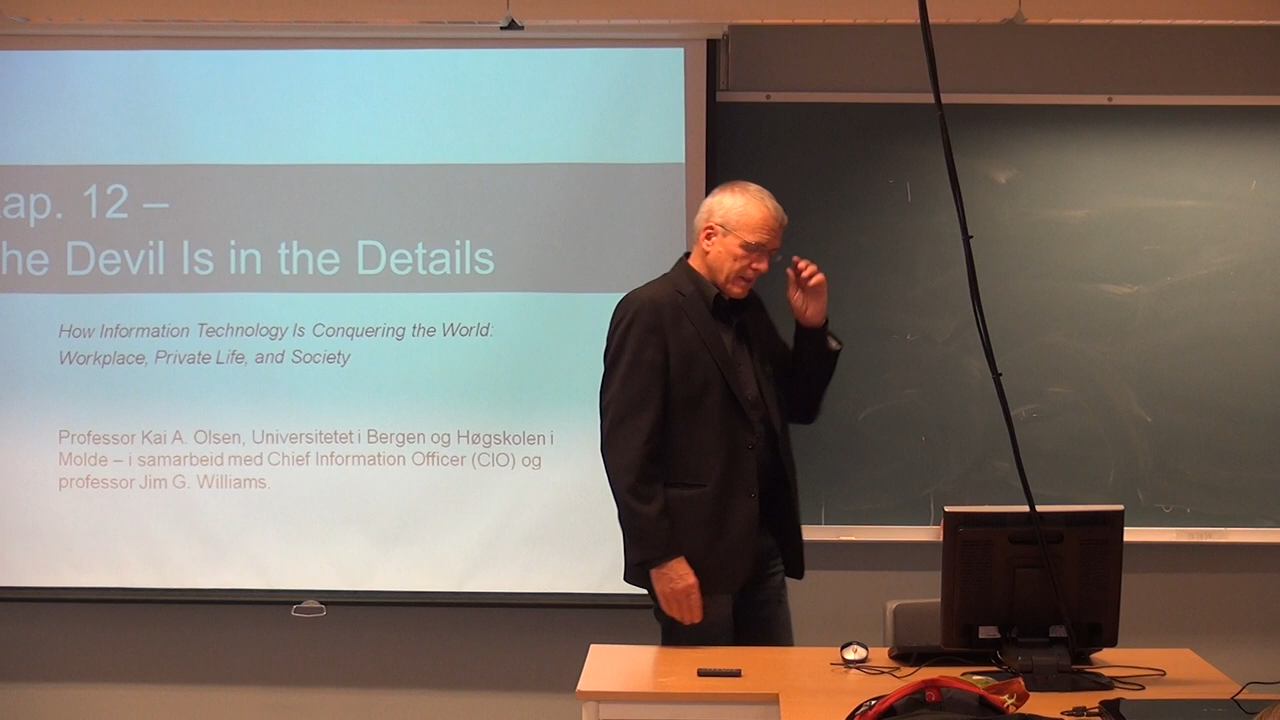 ap. 12 –
he Devil Is in the Details
How Information Technology Is Conquering the World:
Workplace, Private Life, and Society
Professor Kai A. Olsen, Universitetet i Bergen og Høgskolen i
Molde – i samarbeid med Chief Information Officer (CIO) og
professor Jim G. Williams.